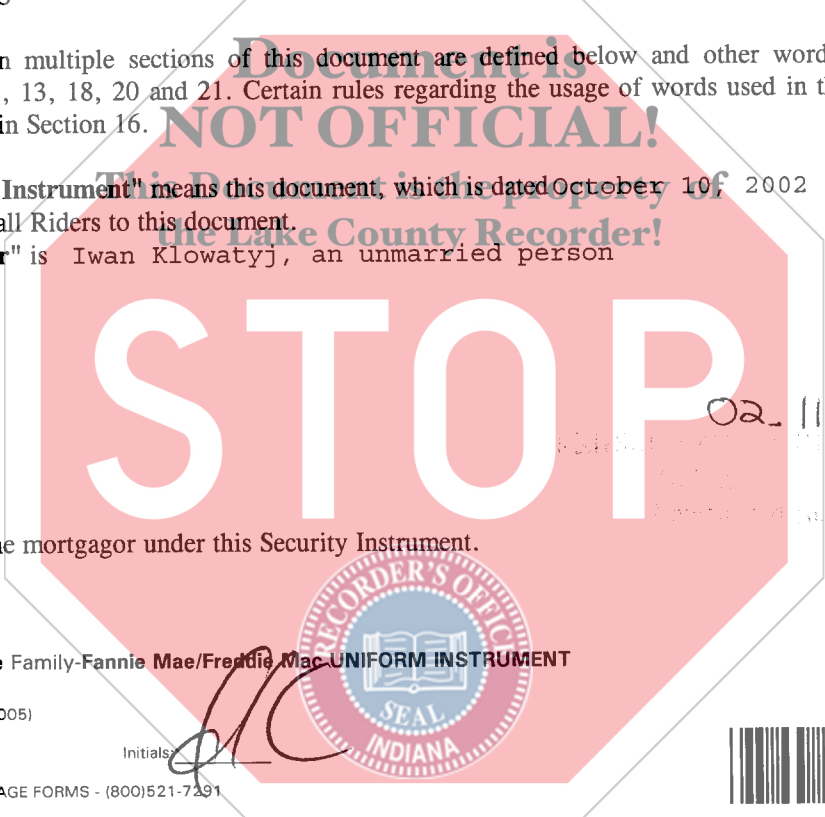 n multiple sections of this document are defined below and other word
Document is
, 13, 18, 20 and 21. Certain rules regarding the usage of words used in t
in Section 16.
NOT OFFICIAL!
Instrument" means this document, which is dated October 10, 2002
This Document is the property of
all Riders to this document.
the Lake County Recorder!
r" is Iwan Klowatyj, an unmarried person
STOP
02-11
e mortgagor under this Security Instrument.
RECORDER'S OFFICE
SEAL
INDIANA
Family-Fannie Mae/Freddie Mac UNIFORM INSTRUMENT
005)
Initials:
AGE FORMS - (800)521-7291